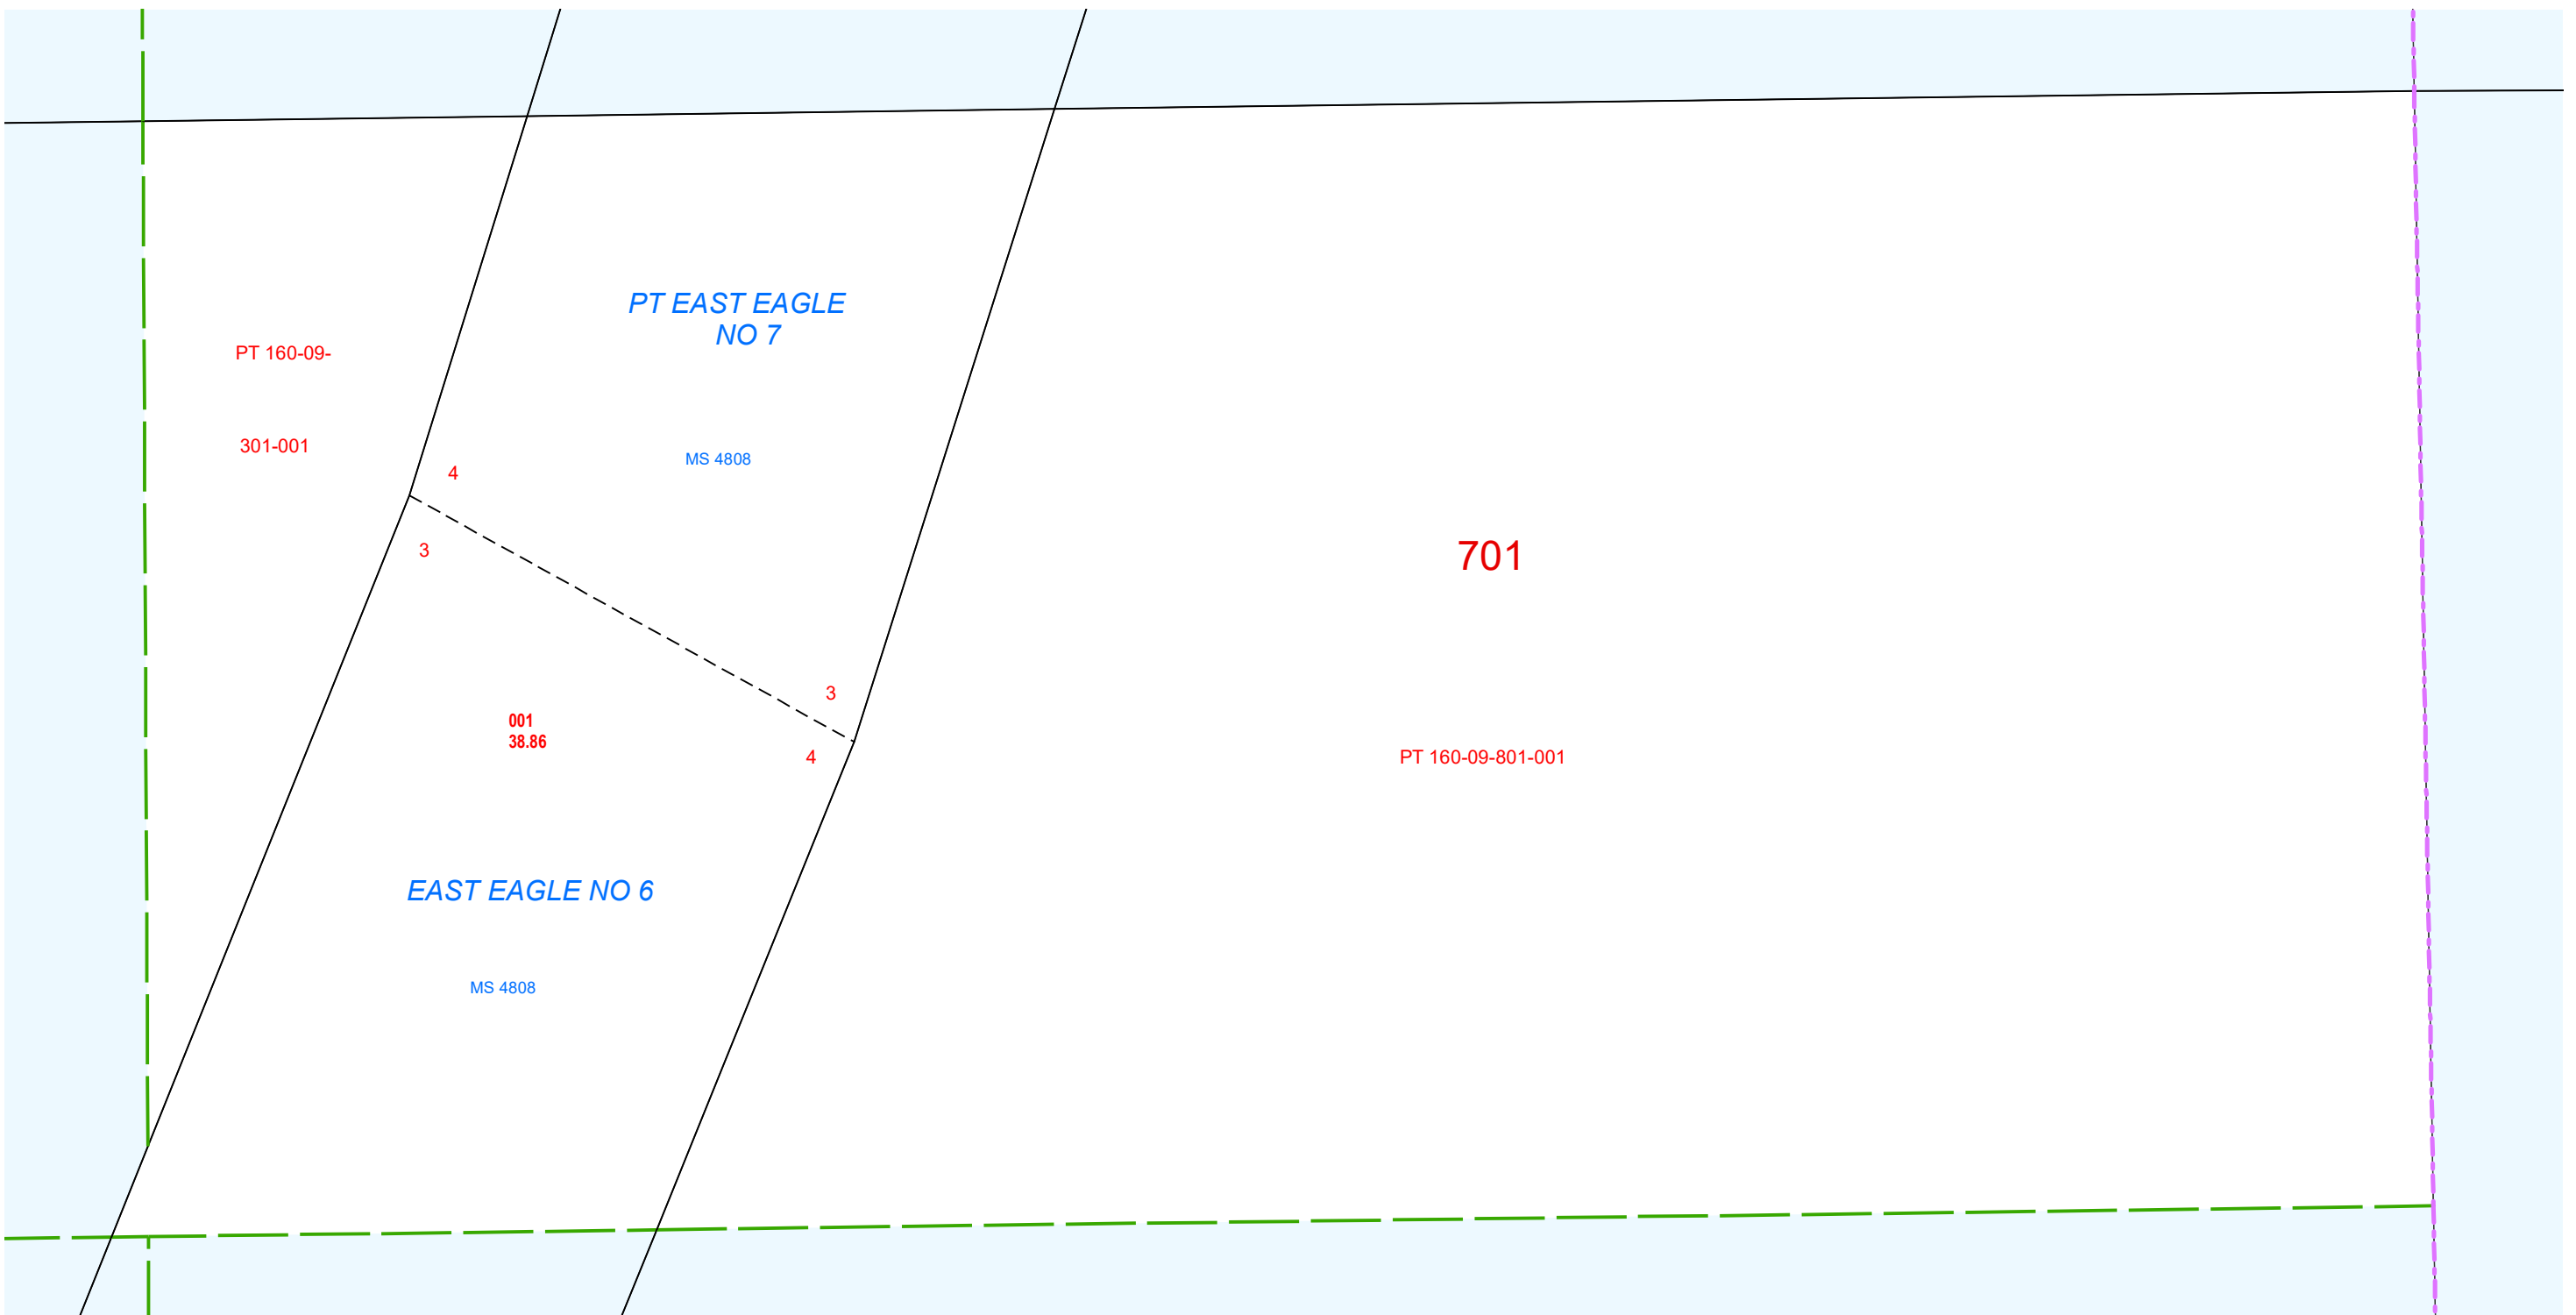 PT EAST EAGLE
NO 7
PT 160-09-
301-001
MS 4808
4
3
701
3
4
001
38.86
PT 160-09-801-001
EAST EAGLE NO 6
MS 4808